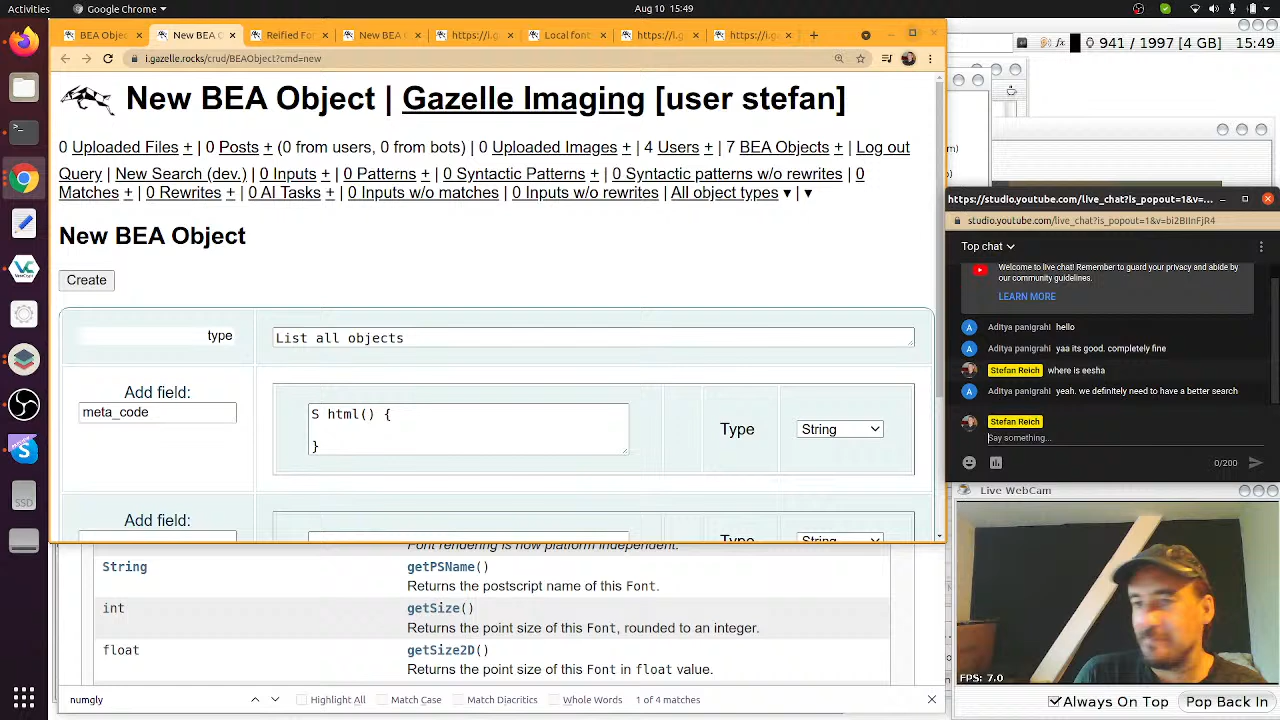 Activities
Google Chrome
Aug 10 15:49
BEA Objec
New BEA O
Reified Fun
New BEA
https://i.g
Local font
https://i.g
https://i.ga
i.gazelle.rocks/crud/BEAObject?cmd=new
941 / 1997 [4 GB]
15:49
New BEA Object | Gazelle Imaging [user stefan]
0 Uploaded Files + | 0 Posts + (0 from users, 0 from bots) | 0 Uploaded Images + | 4 Users + | 7 BEA Objects + | Log out
Query | New Search (dev.) | 0 Inputs + | 0 Patterns + | 0 Syntactic Patterns + | 0 Syntactic patterns w/o rewrites | 0
Matches + | 0 Rewrites + | 0 AI Tasks + | 0 Inputs w/o matches | 0 Inputs w/o rewrites | All object types ▾ | ▾
New BEA Object
Create
type
List all objects
Add field:
meta_code
S html() {
}
Type
String
Add field:
Type
String
Font rendering is now platform independent.
String
getPSName()
Returns the postscript name of this Font.
int
getSize()
Returns the point size of this Font, rounded to an integer.
float
getSize2D()
Returns the point size of this Font in float value.
numgly
Highlight All
Match Case
Match Diacritics
Whole Words
1 of 4 matches
https://studio.youtube.com/live_chat?is_popout=1&v=...
studio.youtube.com/live_chat?is_popout=1&v=bi2BIInFjR4
Top chat
Welcome to live chat! Remember to guard your privacy and abide by
our community guidelines.
LEARN MORE
A Aditya panigrahi hello
A Aditya panigrahi yaa its good. completely fine
Stefan Reich where is eesha
A Aditya panigrahi yeah. we definitely need to have a better search
Stefan Reich
Say something...
0/200
Live WebCam
FPS: 7.0
Always On Top
Pop Back In
SSD